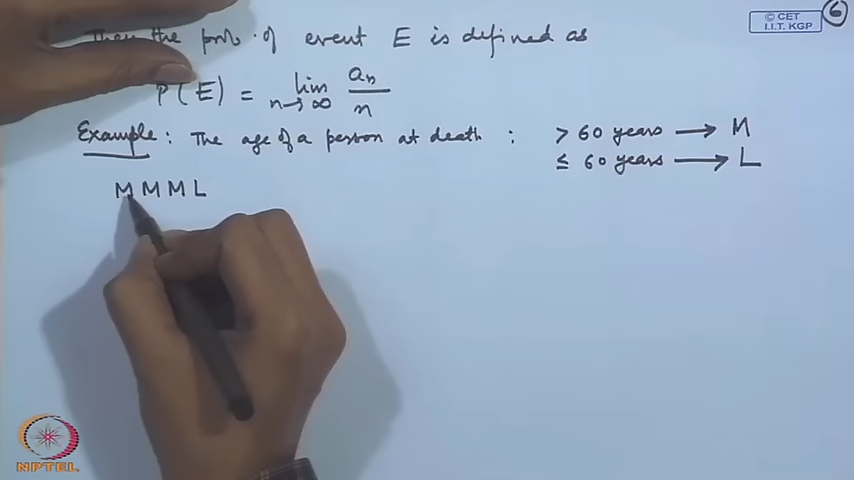 © CET
I.I.T. KGP
6
Then the prob. of event E is defined as
P(E) = lim n→∞ an/n
Example: The age of a person at death : > 60 years → M
≤ 60 years → L
M M M L
NPTEL